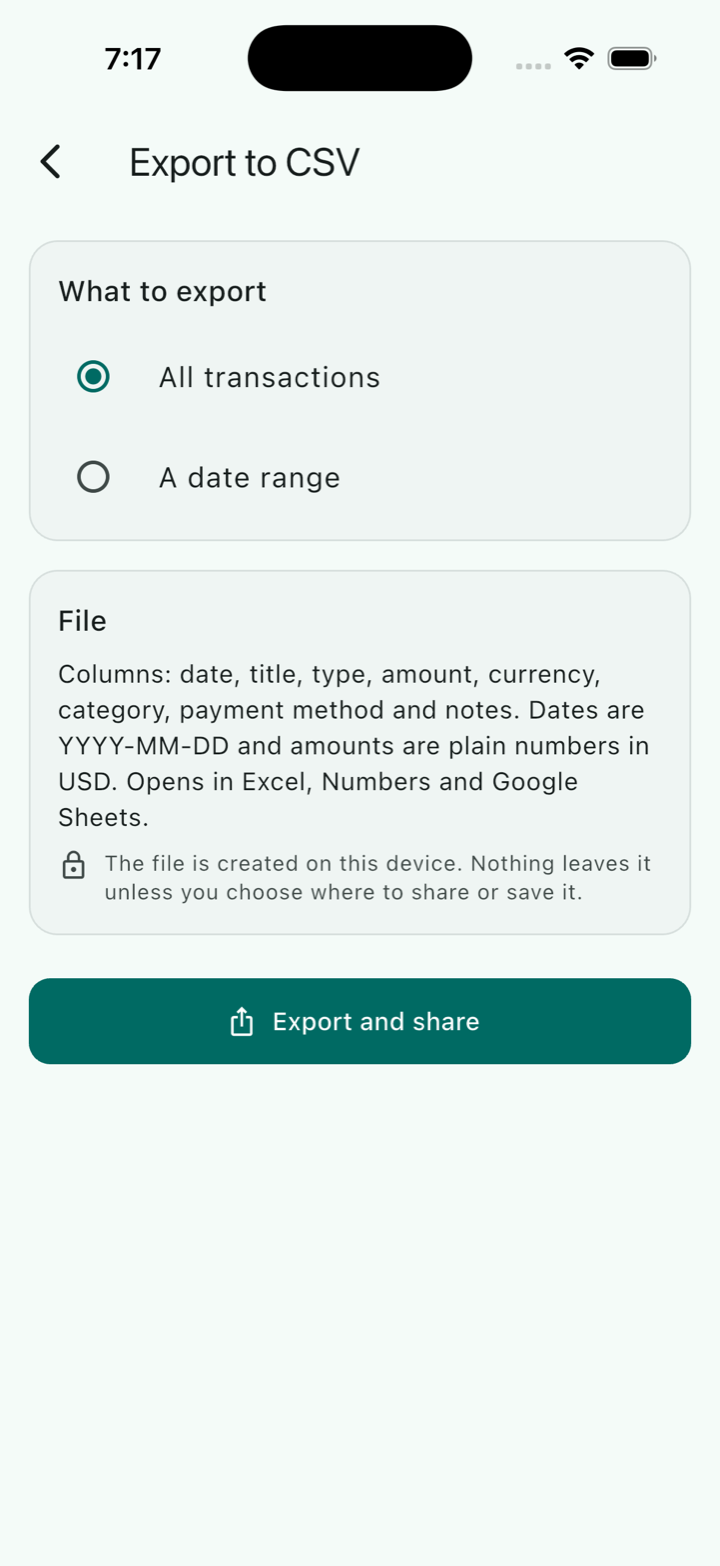 7:17
Export to CSV
What to export
All transactions
A date range
File
Columns: date, title, type, amount, currency,
category, payment method and notes. Dates are
YYYY-MM-DD and amounts are plain numbers in
USD. Opens in Excel, Numbers and Google
Sheets.
The file is created on this device. Nothing leaves it
unless you choose where to share or save it.
Export and share